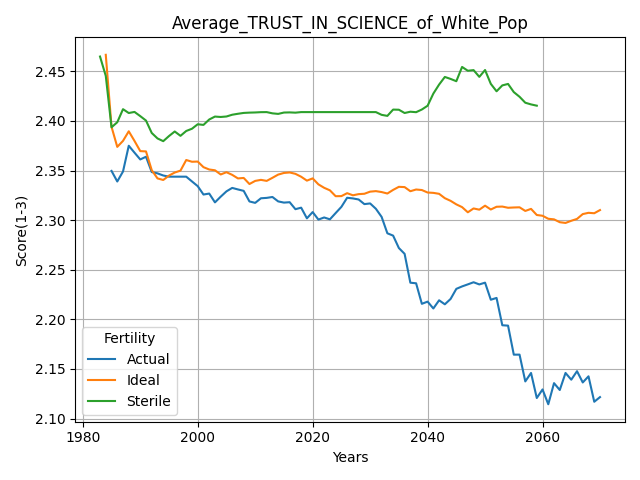 Average_TRUST_IN_SCIENCE_of_White_Pop
Score(1-3)
2.45
2.40
2.35
2.30
2.25
2.20
2.15
2.10
Fertility
Actual
Ideal
Sterile
1980
2000
2020
2040
2060
Years